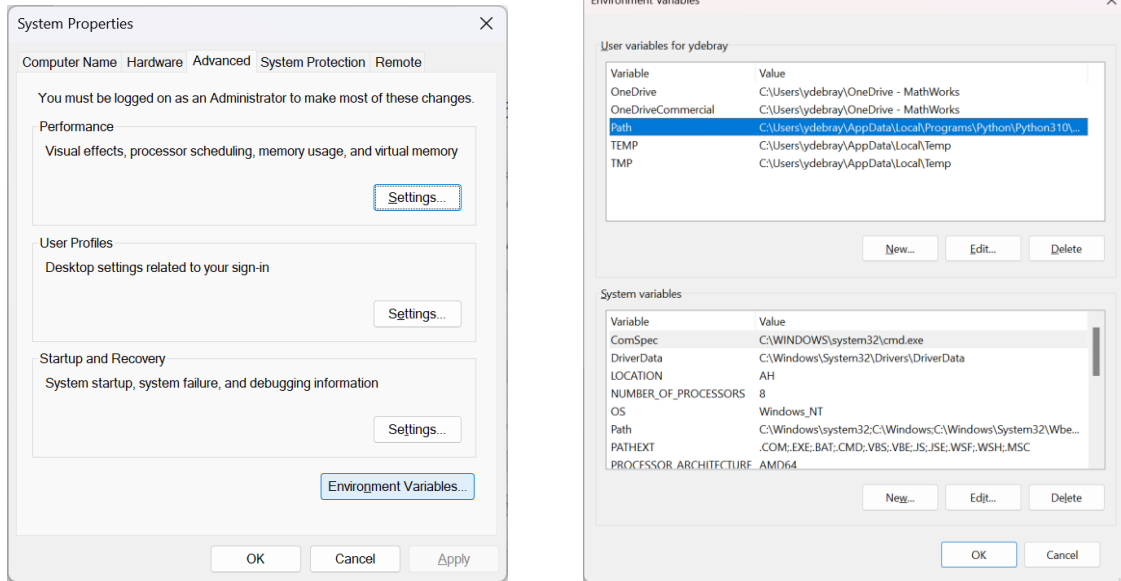 System Properties
Computer Name Hardware Advanced System Protection Remote
You must be logged on as an Administrator to make most of these changes.
Performance
Visual effects, processor scheduling, memory usage, and virtual memory
Settings...
User Profiles
Desktop settings related to your sign-in
Settings...
Startup and Recovery
System startup, system failure, and debugging information
Settings...
Environment Variables...
OK Cancel Apply
Environment Variables
User variables for ydebray
Variable Value
OneDrive C:\Users\ydebray\OneDrive - MathWorks
OneDriveCommercial C:\Users\ydebray\OneDrive - MathWorks
Path C:\Users\ydebray\AppData\Local\Programs\Python\Python310\...
TEMP C:\Users\ydebray\AppData\Local\Temp
TMP C:\Users\ydebray\AppData\Local\Temp
New... Edit... Delete
System variables
Variable Value
ComSpec C:\WINDOWS\system32\cmd.exe
DriverData C:\Windows\System32\Drivers\DriverData
LOCATION AH
NUMBER_OF_PROCESSORS 8
OS Windows_NT
Path C:\Windows\system32;C:\Windows;C:\Windows\System32\Wbe...
PATHEXT .COM;.EXE;.BAT;.CMD;.VBS;.VBE;.JS;.JSE;.WSF;.WSH;.MSC
PROCESSOR_ARCHITECTURE AMD64
New... Edit... Delete
OK Cancel